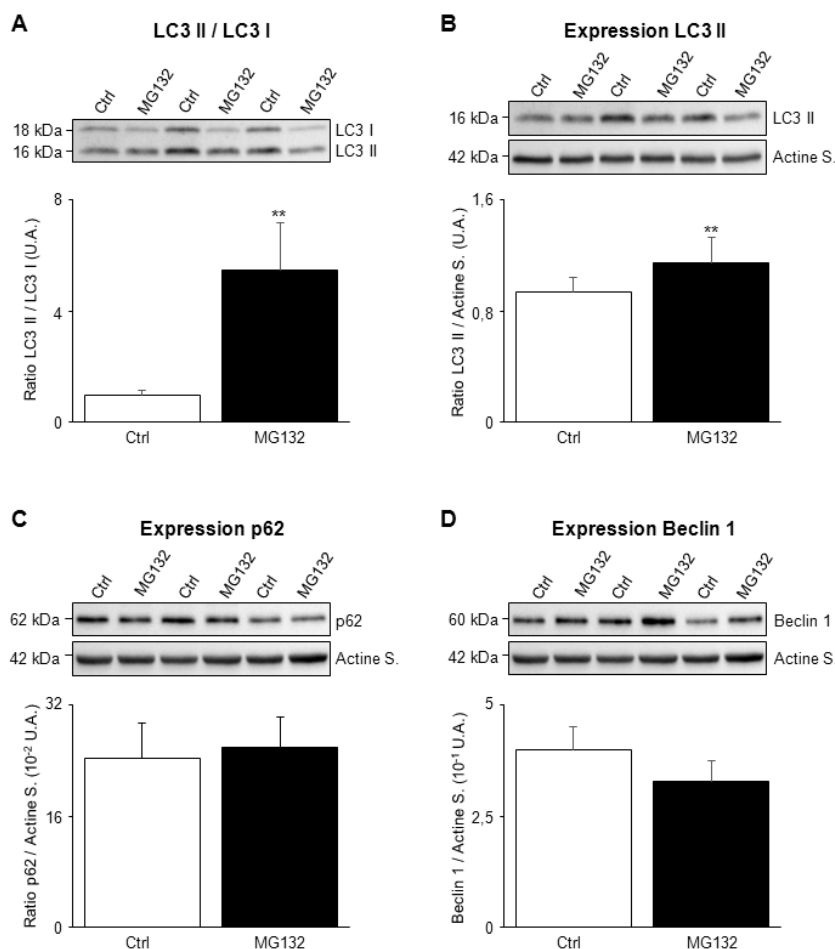 A
LC3 II / LC3 I
Ctrl MG132 Ctrl MG132 Ctrl MG132
18 kDa LC3 I
16 kDa LC3 II
Ratio LC3 II / LC3 I (U.A.)
8
4
0
**
Ctrl MG132
B
Expression LC3 II
Ctrl MG132 Ctrl MG132 Ctrl MG132
16 kDa LC3 II
42 kDa Actine S.
Ratio LC3 II / Actine S. (U.A.)
1,6
0,8
0
**
Ctrl MG132
C
Expression p62
Ctrl MG132 Ctrl MG132 Ctrl MG132
62 kDa p62
42 kDa Actine S.
Ratio p62 / Actine S. (10⁻² U.A.)
32
16
0
Ctrl MG132
D
Expression Beclin 1
Ctrl MG132 Ctrl MG132 Ctrl MG132
60 kDa Beclin 1
42 kDa Actine S.
Beclin 1 / Actine S. (10⁻¹ U.A.)
5
2,5
0
Ctrl MG132